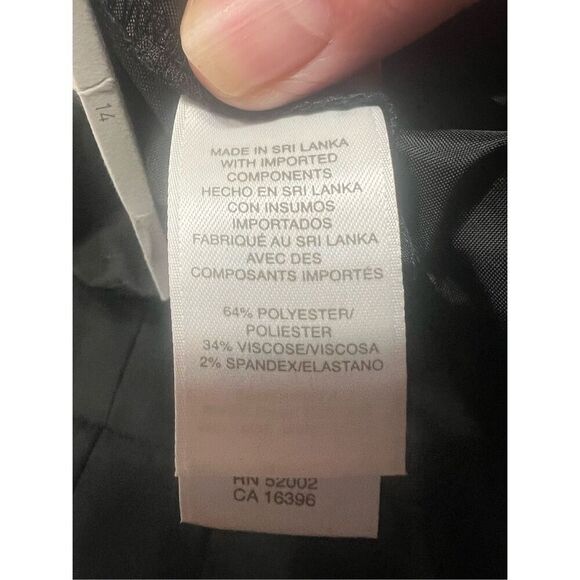 14
MADE IN SRI LANKA
WITH IMPORTED
COMPONENTS
HECHO EN SRI LANKA
CON INSUMOS
IMPORTADOS
FABRIQUÉ AU SRI LANKA
AVEC DES
COMPOSANTS IMPORTÉS
64% POLYESTER/
POLIESTER
34% VISCOSE/VISCOSA
2% SPANDEX/ELASTANO
RN 52002
CA 16396